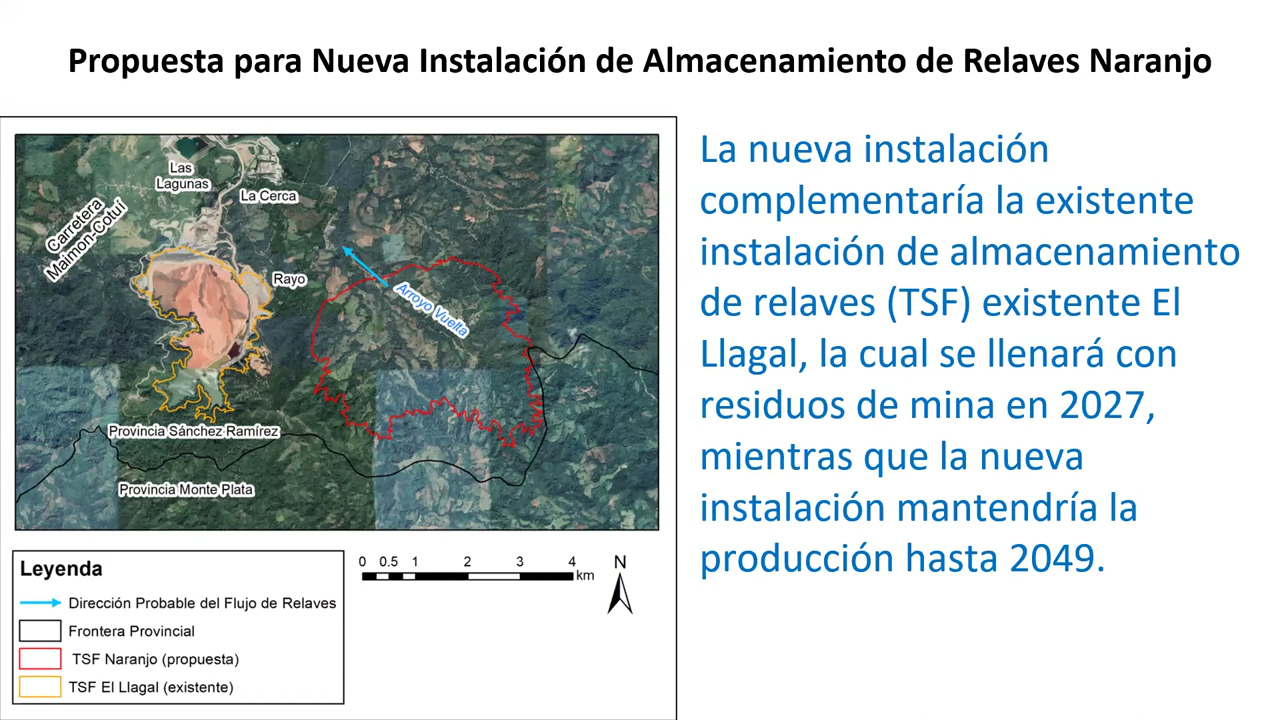 Propuesta para Nueva Instalación de Almacenamiento de Relaves Naranjo
Las
Lagunas
La Cerca
Carretera
Maimon-Cotuí
Rayo
Arroyo Vuelta
Provincia Sánchez Ramírez
Provincia Monte Plata
Leyenda
Dirección Probable del Flujo de Relaves
Frontera Provincial
TSF Naranjo (propuesta)
TSF El Llagal (existente)
0 0.5 1 2 3 4
km
N
La nueva instalación
complementaría la existente
instalación de almacenamiento
de relaves (TSF) existente El
Llagal, la cual se llenará con
residuos de mina en 2027,
mientras que la nueva
instalación mantendría la
producción hasta 2049.